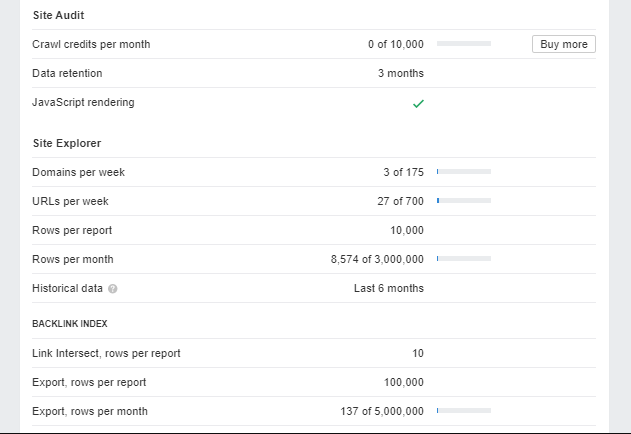 Site Audit
Crawl credits per month 0 of 10,000 Buy more
Data retention 3 months
JavaScript rendering
Site Explorer
Domains per week 3 of 175
URLs per week 27 of 700
Rows per report 10,000
Rows per month 8,574 of 3,000,000
Historical data ? Last 6 months
BACKLINK INDEX
Link Intersect, rows per report 10
Export, rows per report 100,000
Export, rows per month 137 of 5,000,000